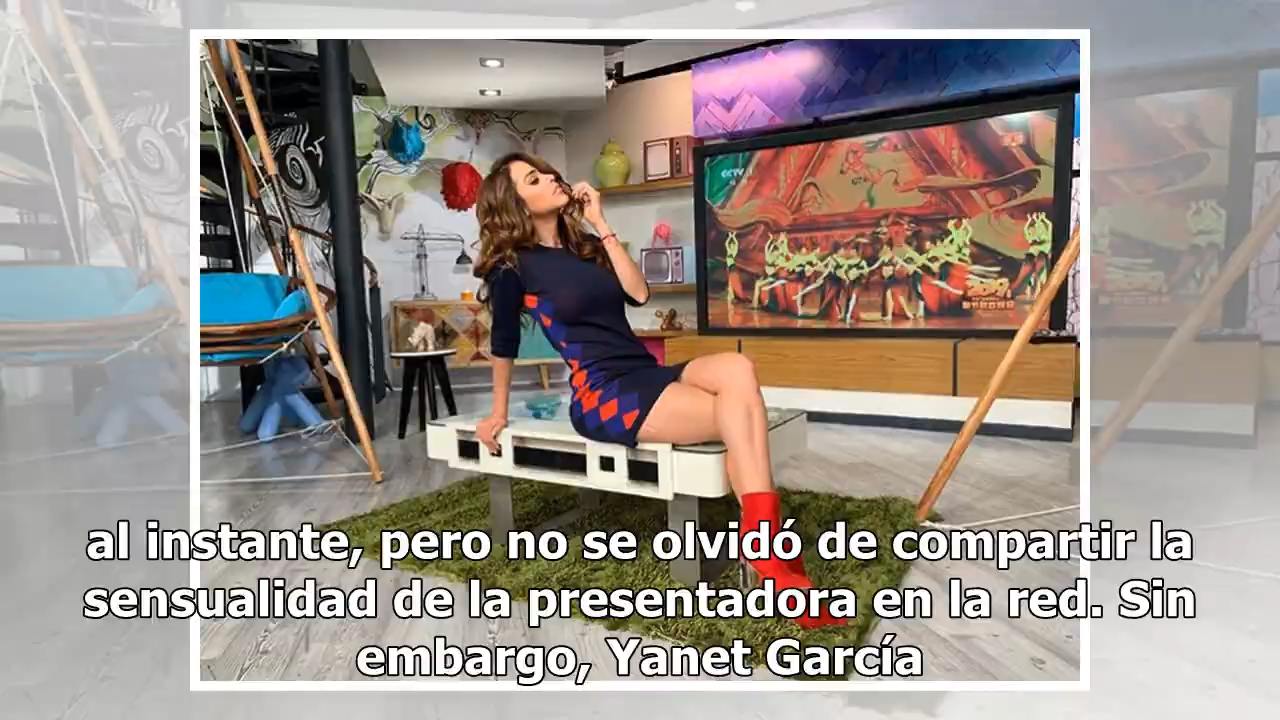 CCTV
al instante, pero no se olvidó de compartir la
sensualidad de la presentadora en la red. Sin
embargo, Yanet García